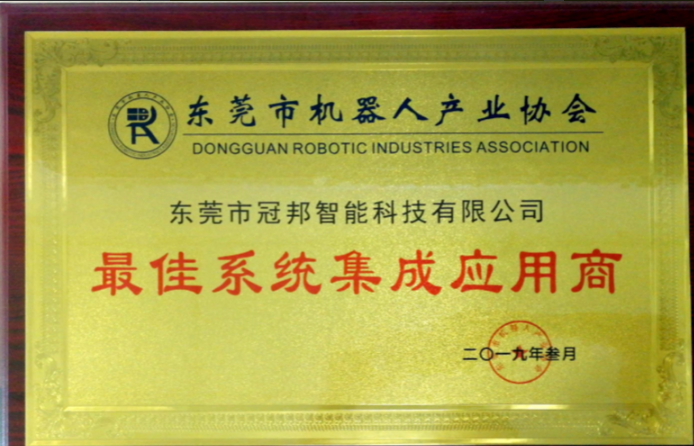 东莞市机器人产业协会
DONGGUAN ROBOTIC INDUSTRIES ASSOCIATION
东莞市冠邦智能科技有限公司
最佳系统集成应用商
二〇一九年叁月